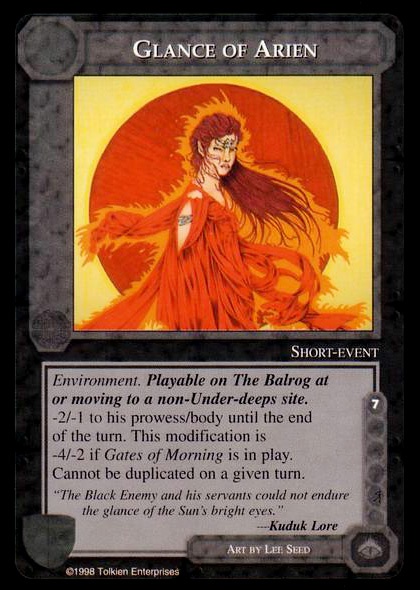 GLANCE OF ARIEN
SHORT-EVENT
Environment. Playable on The Balrog at
or moving to a non-Under-deeps site.
-2/-1 to his prowess/body until the end
of the turn. This modification is
-4/-2 if Gates of Morning is in play.
Cannot be duplicated on a given turn.
7
“The Black Enemy and his servants could not endure
the glance of the Sun's bright eyes.”
---Kuduk Lore
ART BY LEE SEED
©1998 Tolkien Enterprises